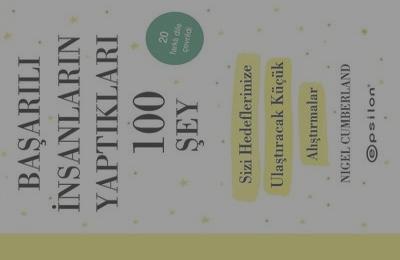 BAŞARILI
İNSANLARIN
YAPTIKLARI
100
ŞEY
20
farklı dile
çevrildi
Sizi Hedeflerinize
Ulaştıracak Küçük
Alıştırmalar
NIGEL CUMBERLAND
epsilon®